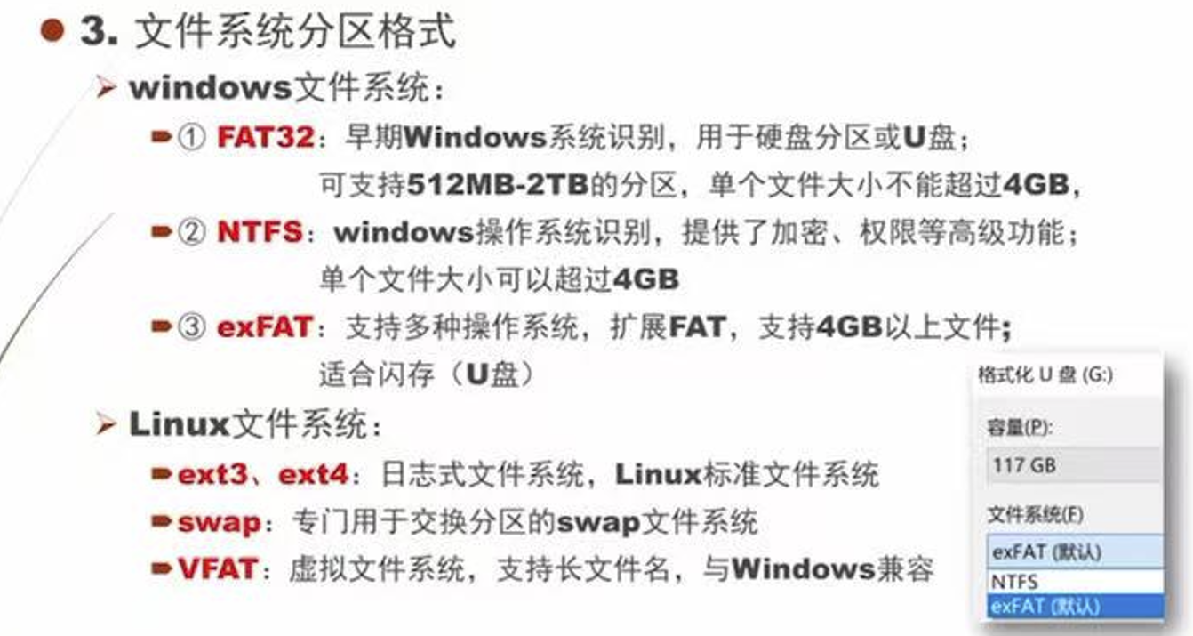 3. 文件系统分区格式
windows文件系统：
① FAT32：早期Windows系统识别，用于硬盘分区或U盘；
可支持512MB-2TB的分区，单个文件大小不能超过4GB，
② NTFS：windows操作系统识别，提供了加密、权限等高级功能；
单个文件大小可以超过4GB
③ exFAT：支持多种操作系统，扩展FAT，支持4GB以上文件;
适合闪存（U盘）
Linux文件系统：
ext3、ext4：日志式文件系统，Linux标准文件系统
swap：专门用于交换分区的swap文件系统
VFAT：虚拟文件系统，支持长文件名，与Windows兼容
格式化 U 盘 (G:)
容量(P):
117 GB
文件系统(F)
exFAT (默认)
NTFS
exFAT (默认)